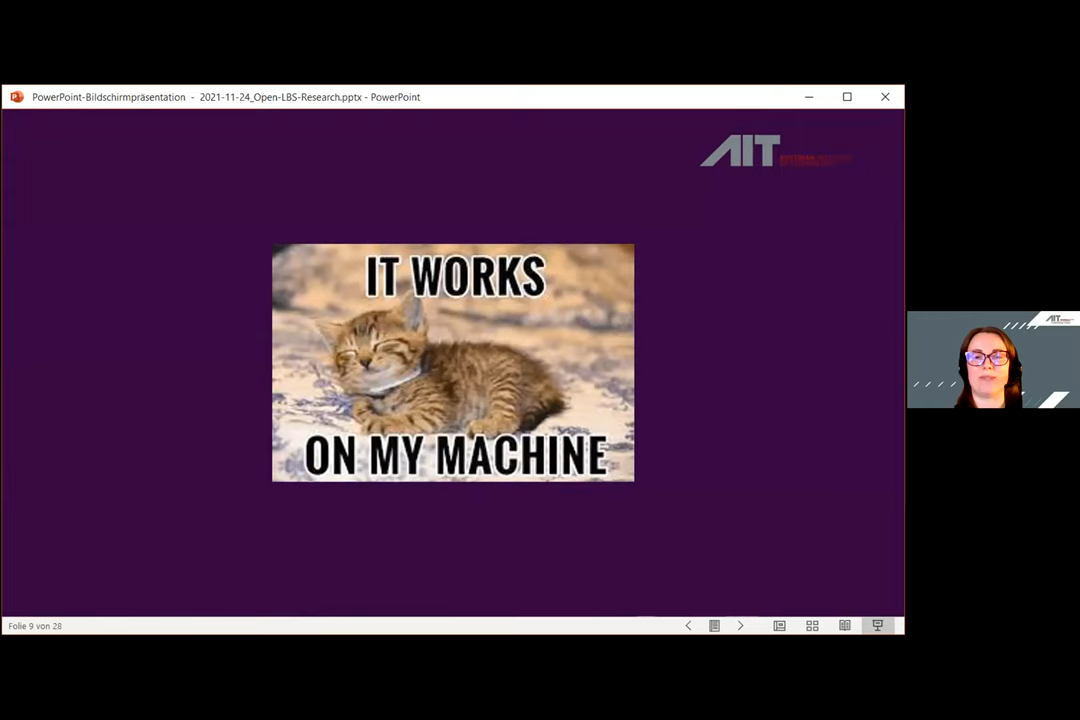 PowerPoint-Bildschirmpräsentation - 2021-11-24_Open-LBS-Research.pptx - PowerPoint
AIT
IT WORKS
ON MY MACHINE
AIT
Folie 9 von 28